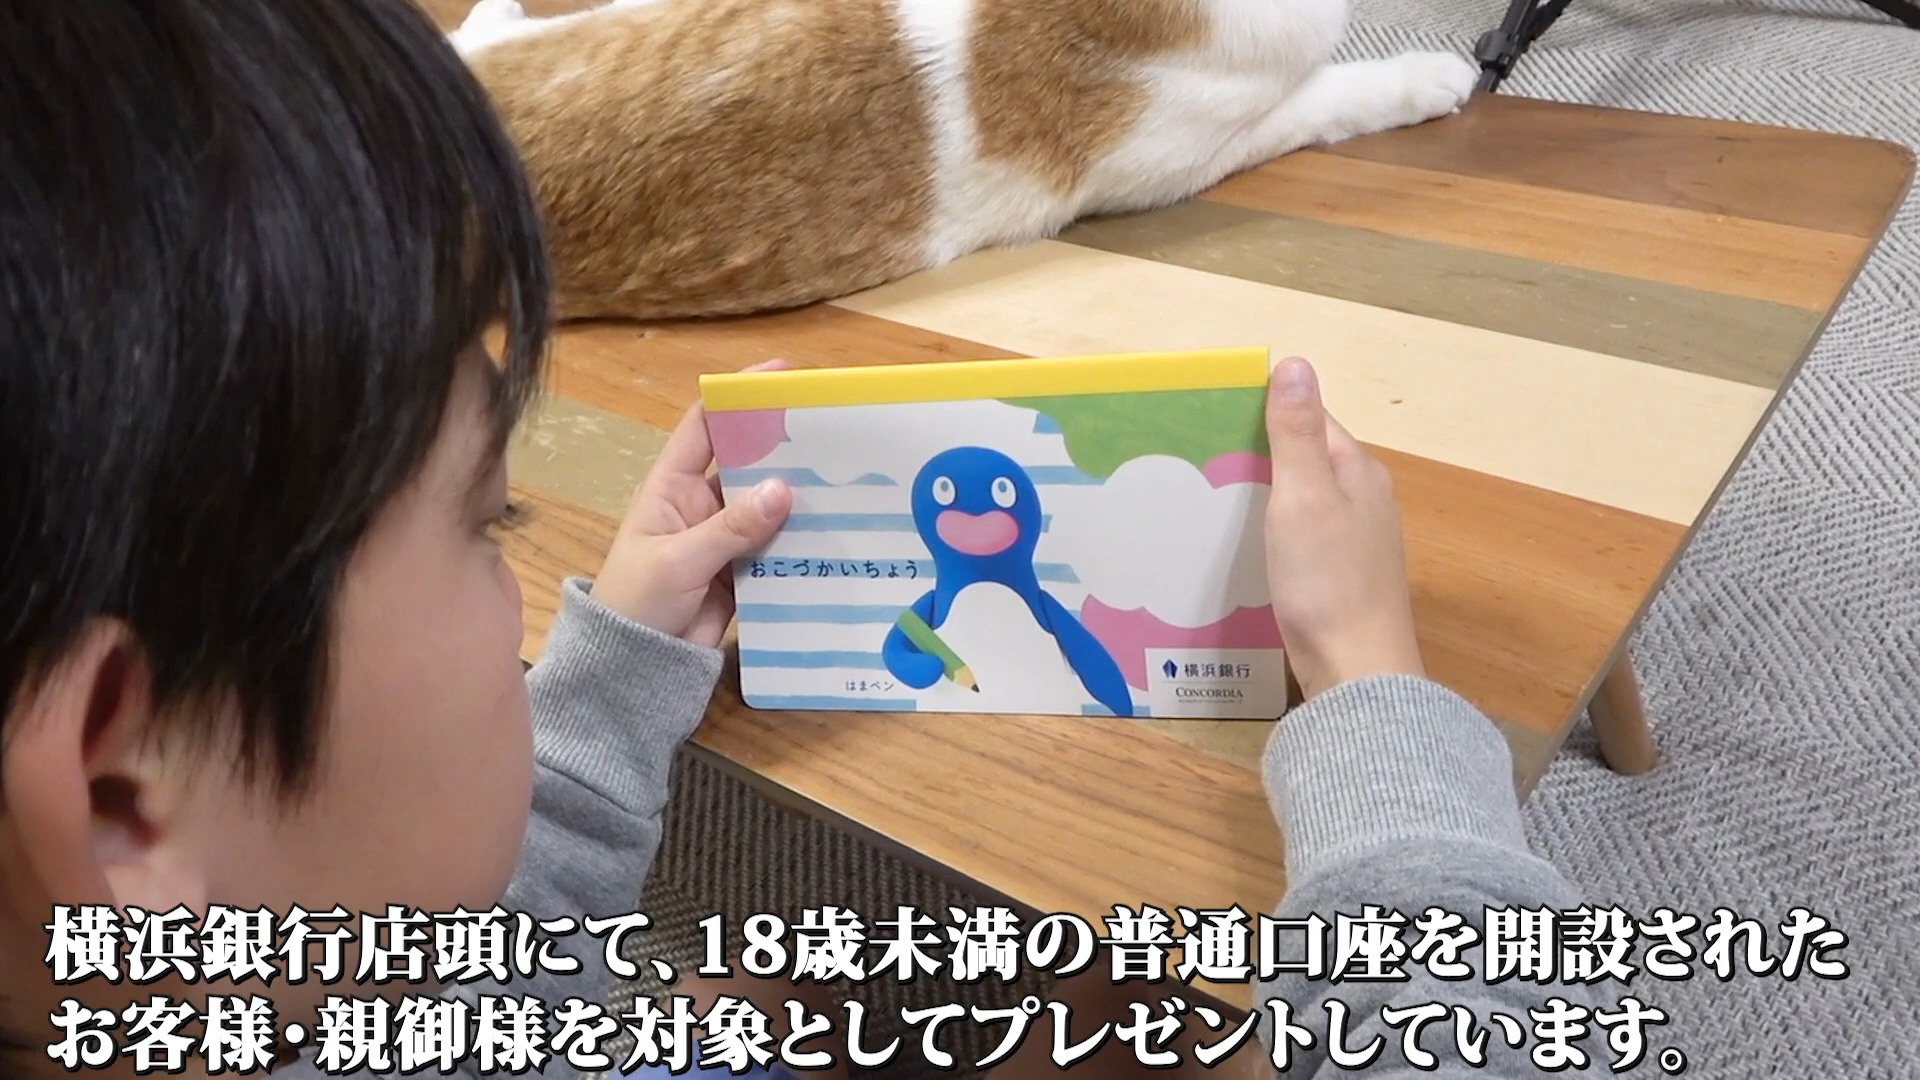 おこづかいちょう
はまペン
横浜銀行
CONCORDIA
横浜銀行店頭にて、18歳未満の普通口座を開設された
お客様・親御様を対象としてプレゼントしています。